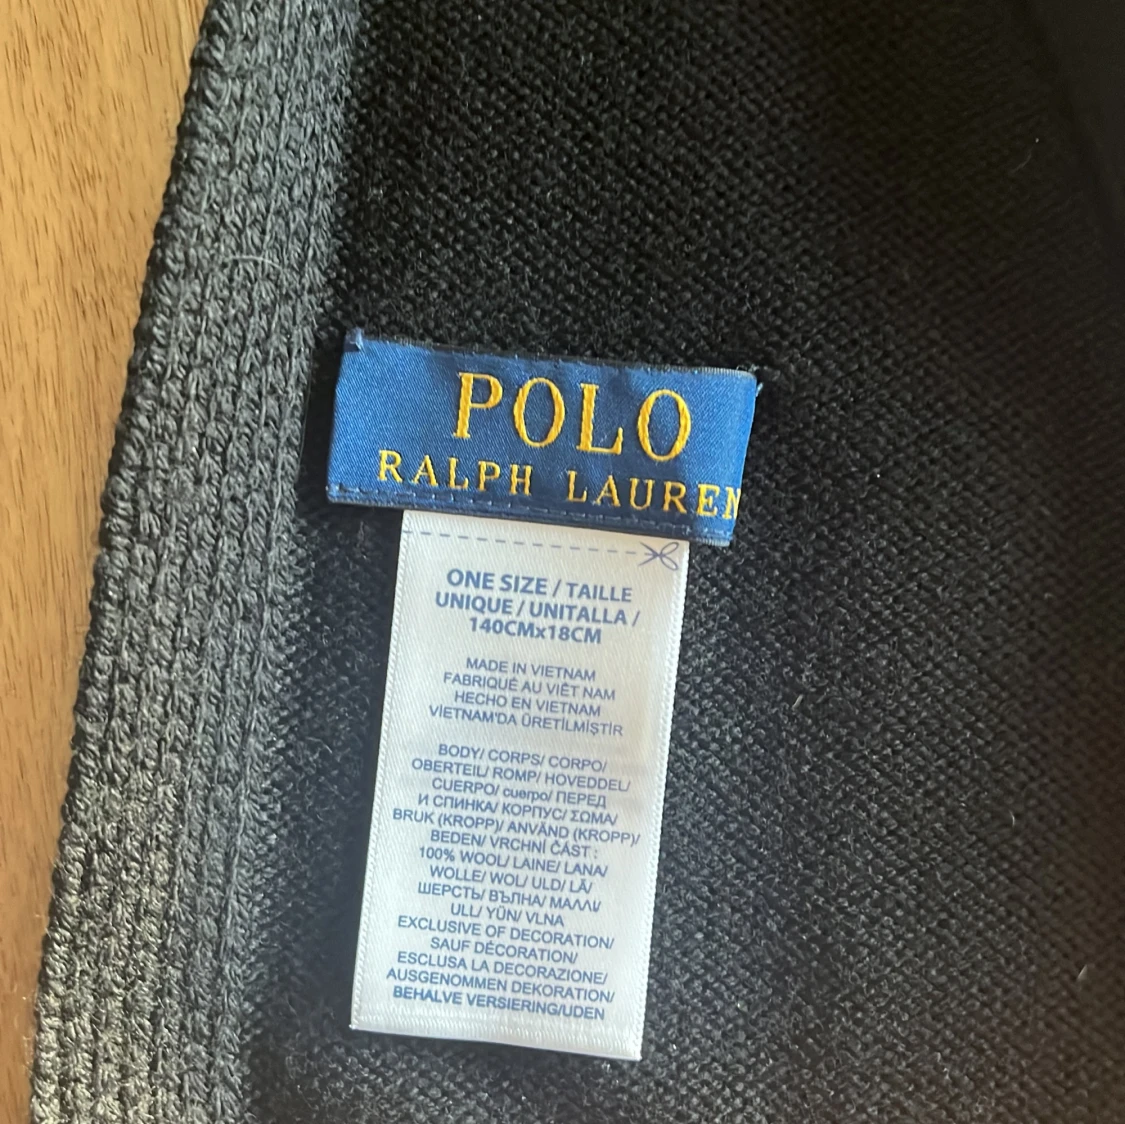 POLO
RALPH LAUREN
ONE SIZE / TAILLE
UNIQUE / UNITALLA /
140CMx18CM
MADE IN VIETNAM
FABRIQUÉ AU VIÊT NAM
HECHO EN VIETNAM
VİETNAM'DA ÜRETİLMİŞTİR
BODY/ CORPS/ CORPO/
OBERTEIL/ ROMP/ HOVEDDEL/
CUERPO/ cuerpo/ ПЕРЕД
И СПИНКА/ КОРПУС/ ΣΩΜΑ/
BRUK (KROPP)/ ANVÄND (KROPP)/
BEDEN/ VRCHNÍ ČÁST :
100% WOOL/ LAINE/ LANA/
WOLLE/ WOL/ ULD/ LÃ/
ШЕРСТЬ/ ВЪЛНА/ ΜΑΛΛΙ/
ULL/ YÜN/ VLNA
EXCLUSIVE OF DECORATION/
SAUF DÉCORATION/
ESCLUSA LA DECORAZIONE/
AUSGENOMMEN DEKORATION/
BEHALVE VERSIERING/UDEN